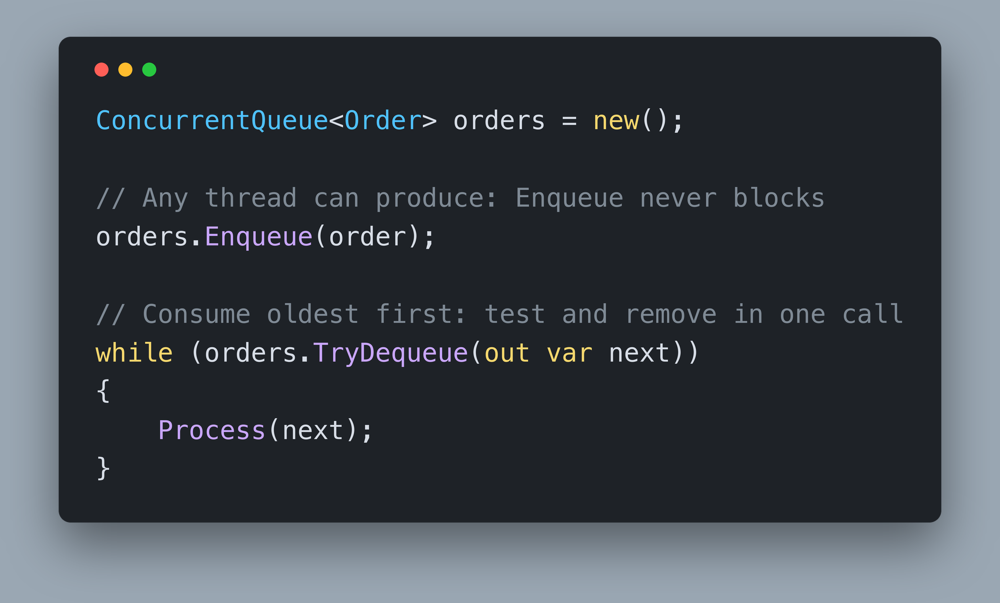 ConcurrentQueue<Order> orders = new();
// Any thread can produce: Enqueue never blocks
orders.Enqueue(order);
// Consume oldest first: test and remove in one call
while (orders.TryDequeue(out var next))
{
    Process(next);
}